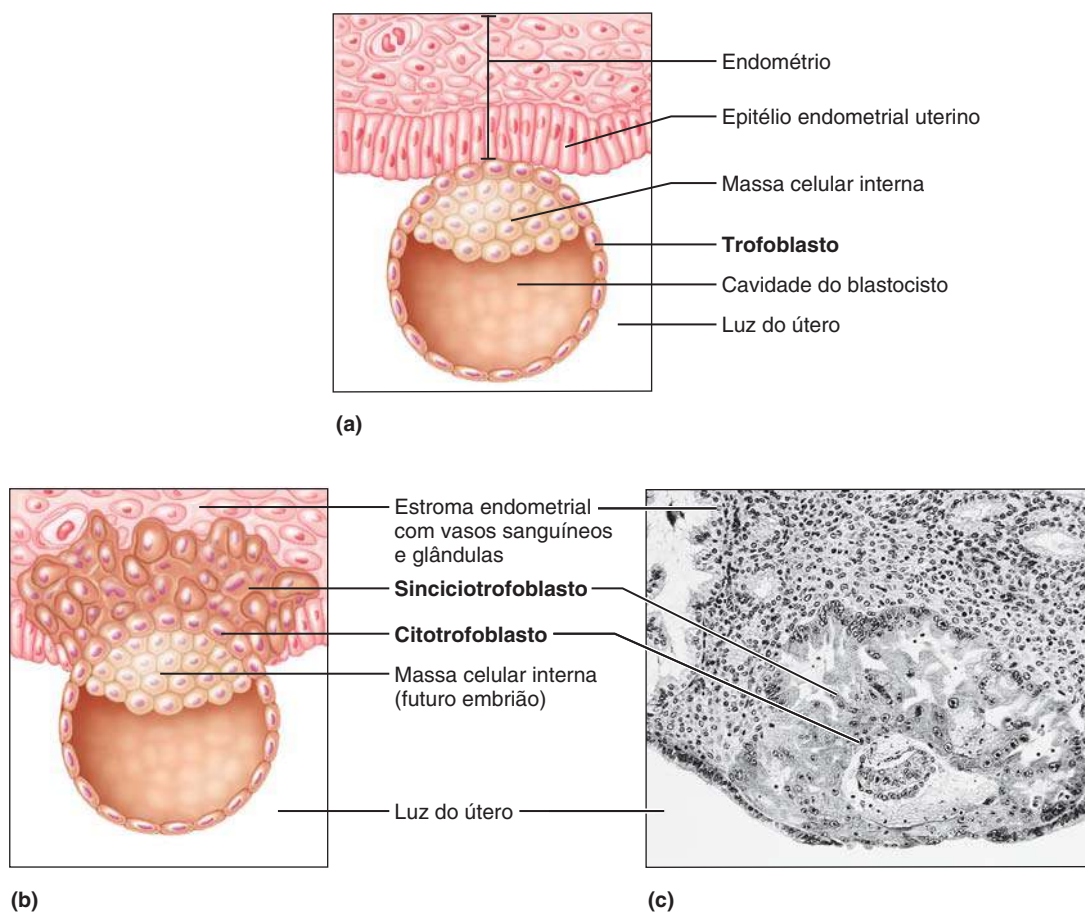 Endométrio
Epitélio endometrial uterino
Massa celular interna
Trofoblasto
Cavidade do blastocisto
Luz do útero
(a)
Estroma endometrial
com vasos sanguíneos
e glândulas
Sinciciotrofoblasto
Citotrofoblasto
Massa celular interna
(futuro embrião)
Luz do útero
(b)
(c)